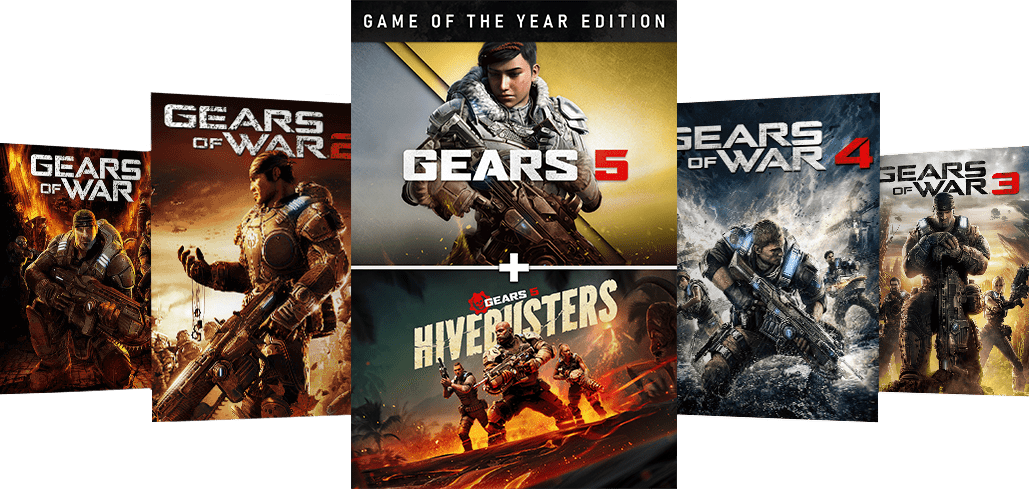 GAME OF THE YEAR EDITION
GEARS
OF WAR
GEARS
OF WAR 2
GEARS 5
+
GEARS 5
HIVEBUSTERS
GEARS
OF WAR 4
GEARS
OF WAR 3